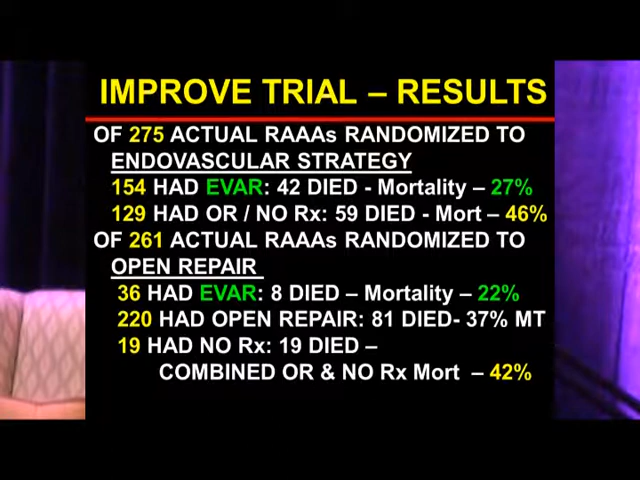 IMPROVE TRIAL – RESULTS
OF 275 ACTUAL RAAAs RANDOMIZED TO
ENDOVASCULAR STRATEGY
154 HAD EVAR: 42 DIED - Mortality – 27%
129 HAD OR / NO Rx: 59 DIED - Mort – 46%
OF 261 ACTUAL RAAAs RANDOMIZED TO
OPEN REPAIR
36 HAD EVAR: 8 DIED – Mortality – 22%
220 HAD OPEN REPAIR: 81 DIED- 37% MT
19 HAD NO Rx: 19 DIED –
COMBINED OR & NO Rx Mort – 42%